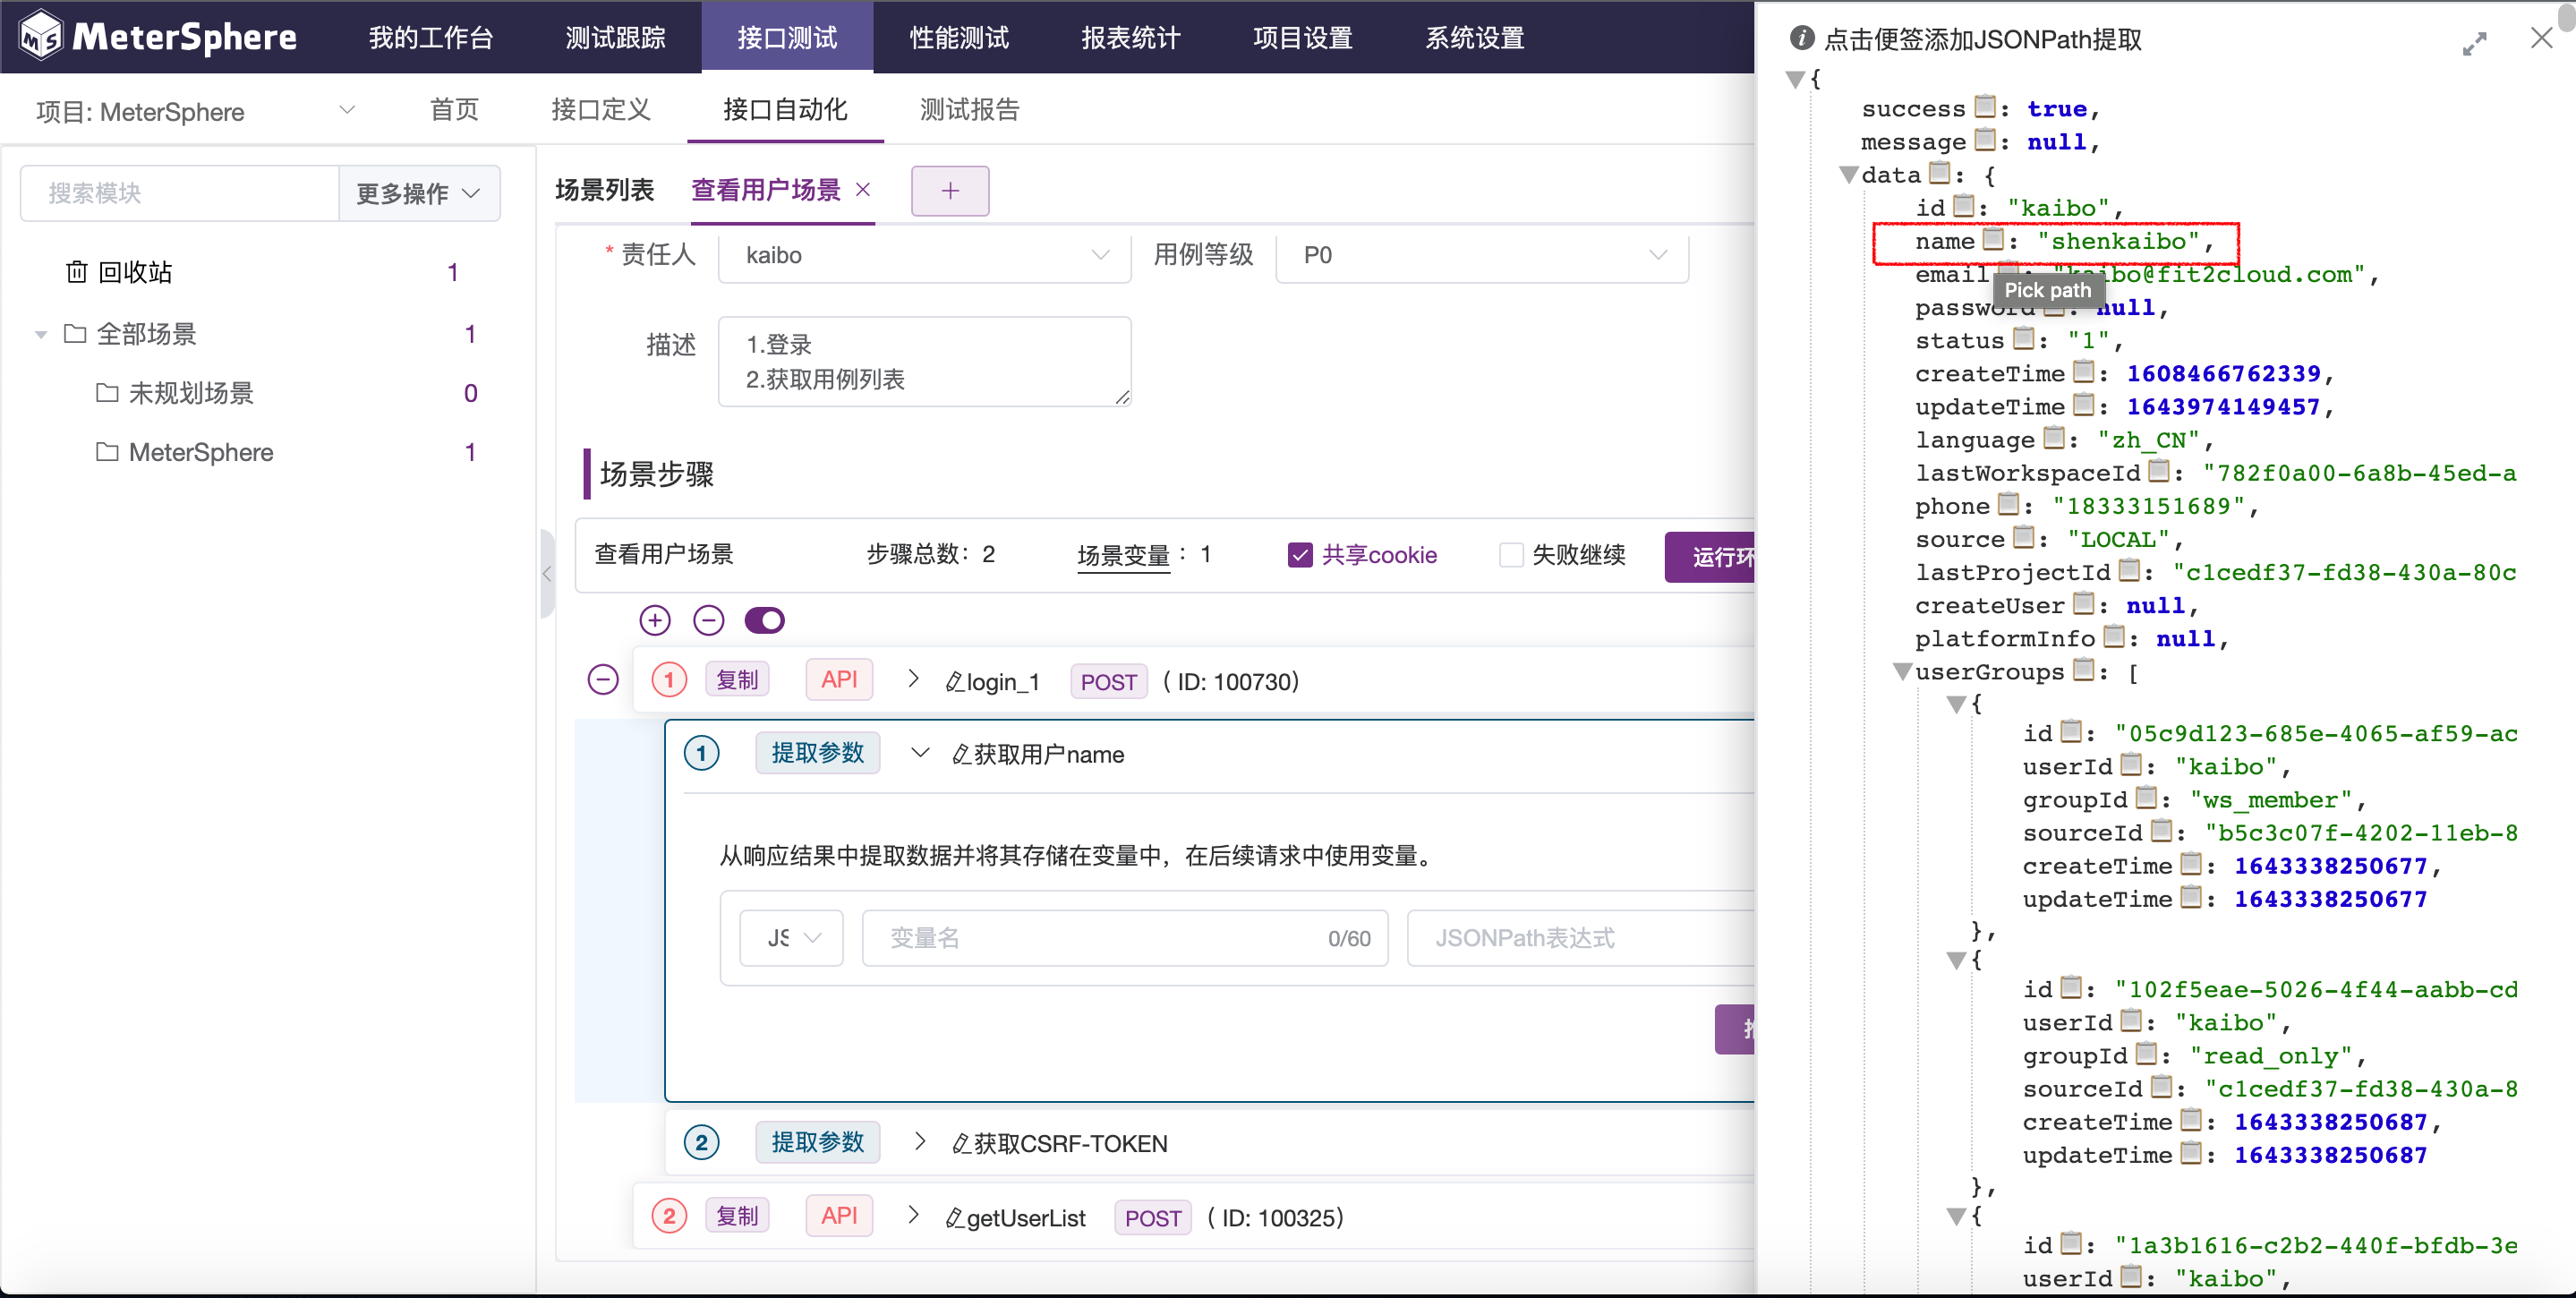 MeterSphere
我的工作台
测试跟踪
接口测试
性能测试
报表统计
项目设置
系统设置
项目: MeterSphere
首页
接口定义
接口自动化
测试报告
搜索模块
更多操作
回收站 1
全部场景 1
未规划场景 0
MeterSphere 1
场景列表
查看用户场景
* 责任人 kaibo
用例等级 P0
描述
1.登录
2.获取用例列表
场景步骤
查看用户场景
步骤总数：2
场景变量 ：1
共享cookie
失败继续
运行环
1 复制 API login_1 POST ( ID: 100730)
1 提取参数 获取用户name
从响应结果中提取数据并将其存储在变量中，在后续请求中使用变量。
JS
变量名 0/60
JSONPath表达式
2 提取参数 获取CSRF-TOKEN
2 复制 API getUserList POST ( ID: 100325)
点击便签添加JSONPath提取
{
success : true,
message : null,
data : {
id : "kaibo",
name : "shenkaibo",
email : "kaibo@fit2cloud.com",
Pick path
password : null,
status : "1",
createTime : 1608466762339,
updateTime : 1643974149457,
language : "zh_CN",
lastWorkspaceId : "782f0a00-6a8b-45ed-a
phone : "18333151689",
source : "LOCAL",
lastProjectId : "c1cedf37-fd38-430a-80c
createUser : null,
platformInfo : null,
userGroups : [
{
id : "05c9d123-685e-4065-af59-ac
userId : "kaibo",
groupId : "ws_member",
sourceId : "b5c3c07f-4202-11eb-8
createTime : 1643338250677,
updateTime : 1643338250677
},
{
id : "102f5eae-5026-4f44-aabb-cd
userId : "kaibo",
groupId : "read_only",
sourceId : "c1cedf37-fd38-430a-8
createTime : 1643338250687,
updateTime : 1643338250687
},
{
id : "1a3b1616-c2b2-440f-bfdb-3e
userId : "kaibo",